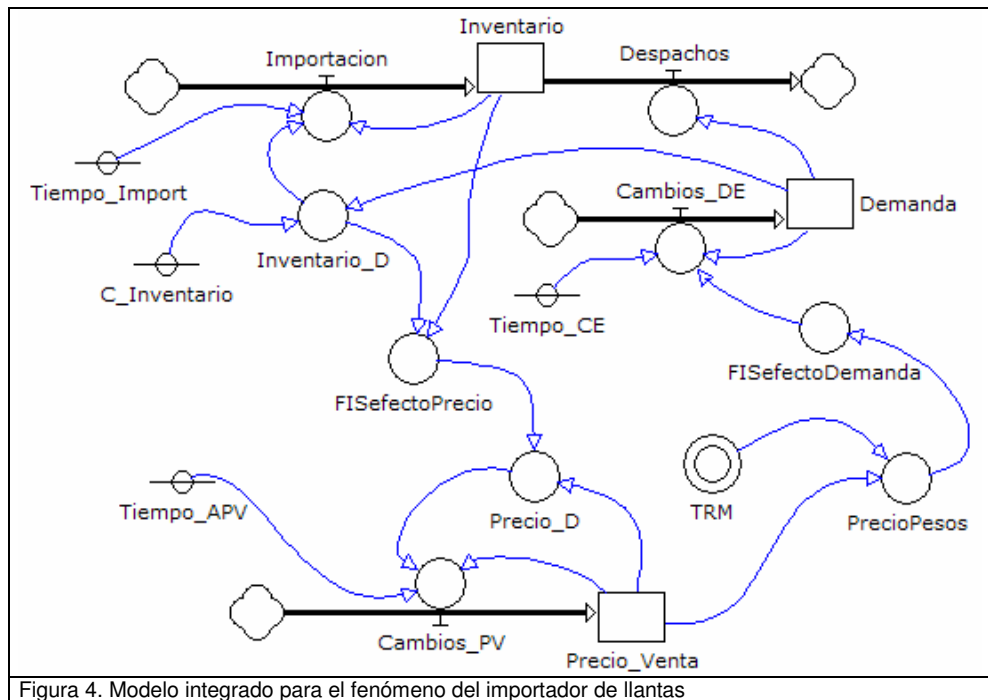 Inventario
Importacion
Despachos
Tiempo_Import
Cambios_DE
Demanda
Inventario_D
C_Inventario
Tiempo_CE
FISefectoDemanda
FISefectoPrecio
Tiempo_APV
Precio_D
TRM
PrecioPesos
Cambios_PV
Precio_Venta
Figura 4. Modelo integrado para el fenómeno del importador de llantas